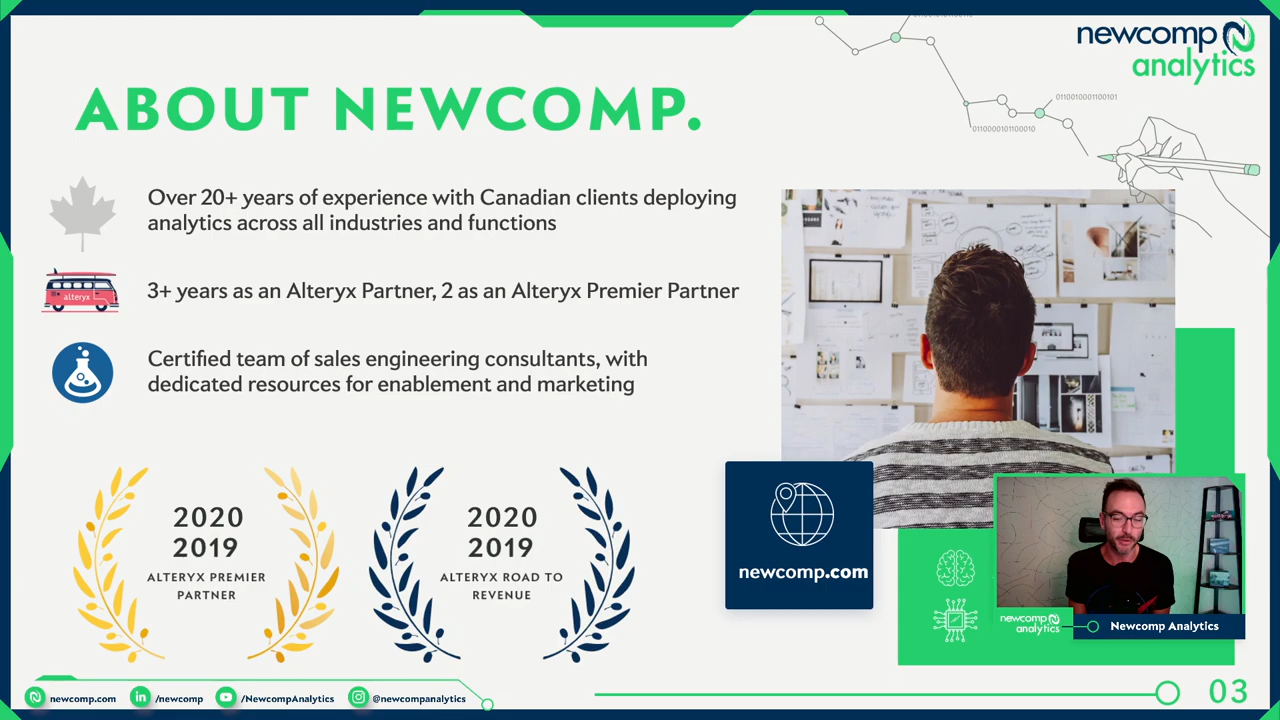 newcomp
analytics
ABOUT NEWCOMP.
0110010001100101
0110000101100010
Over 20+ years of experience with Canadian clients deploying
analytics across all industries and functions
alteryx
3+ years as an Alteryx Partner, 2 as an Alteryx Premier Partner
Certified team of sales engineering consultants, with
dedicated resources for enablement and marketing
2020
2019
ALTERYX PREMIER
PARTNER
2020
2019
ALTERYX ROAD TO
REVENUE
newcomp.com
newcomp
analytics
Newcomp Analytics
newcomp.com
/newcomp
/NewcompAnalytics
@newcompanalytics
03